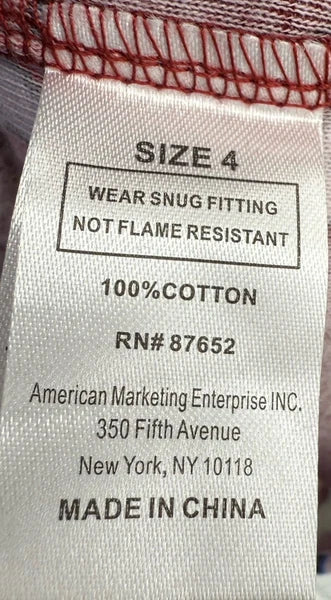 SIZE 4
WEAR SNUG FITTING
NOT FLAME RESISTANT
100%COTTON
RN# 87652
American Marketing Enterprise INC.
350 Fifth Avenue
New York, NY 10118
MADE IN CHINA